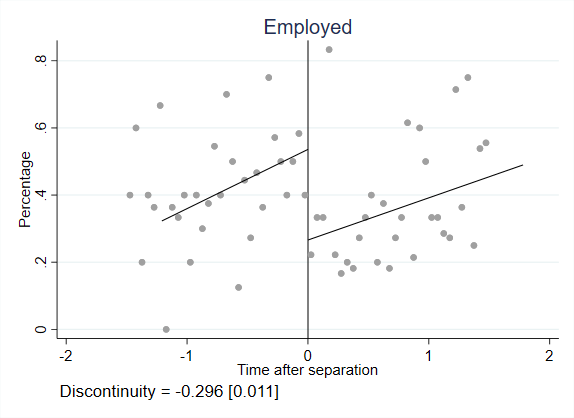 Employed
Percentage
.8
.6
.4
.2
0
-2 -1 0 1 2
Time after separation
Discontinuity = -0.296 [0.011]